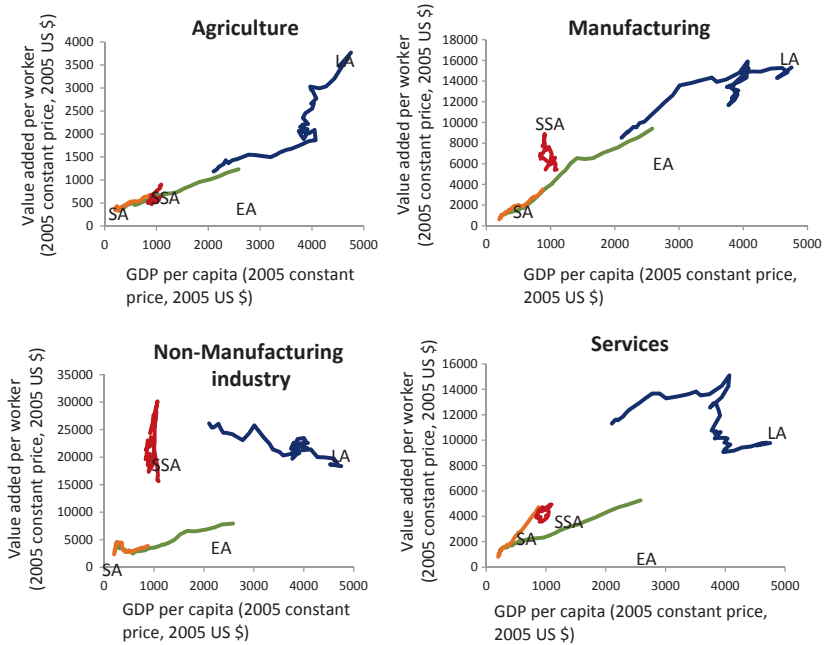 Agriculture
Value added per worker
(2005 constant price, 2005 US $)
4000
3500
3000
2500
2000
1500
1000
500
0
LA
SSA
SA
EA
0 1000 2000 3000 4000 5000
GDP per capita (2005 constant
price, 2005 US $)
Manufacturing
Value added per worker
(2005 constant price, 2005 US $)
18000
16000
14000
12000
10000
8000
6000
4000
2000
0
LA
SSA
EA
SA
0 1000 2000 3000 4000 5000
GDP per capita (2005 constant price,
2005 US $)
Non-Manufacturing
industry
Value added per worker
(2005 constant price, 2005 US $)
35000
30000
25000
20000
15000
10000
5000
0
SSA
LA
EA
SA
0 1000 2000 3000 4000 5000
GDP per capita (2005 constant
price, 2005 US $)
Services
Value added per worker
(2005 constant price, 2005 US $)
16000
14000
12000
10000
8000
6000
4000
2000
0
LA
SSA
SA
EA
0 1000 2000 3000 4000 5000
GDP per capita (2005 constant price,
2005 US $)